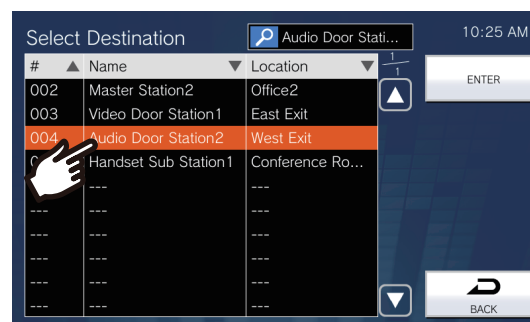 Select Destination
Audio Door Stati...
10:25 AM
# ▲ Name ▼ Location ▼
1/1
ENTER
002 Master Station2 Office2
003 Video Door Station1 East Exit
004 Audio Door Station2 West Exit
Handset Sub Station1 Conference Ro...
--- ---
--- --- ---
--- --- ---
--- --- ---
--- --- ---
--- --- ---
BACK